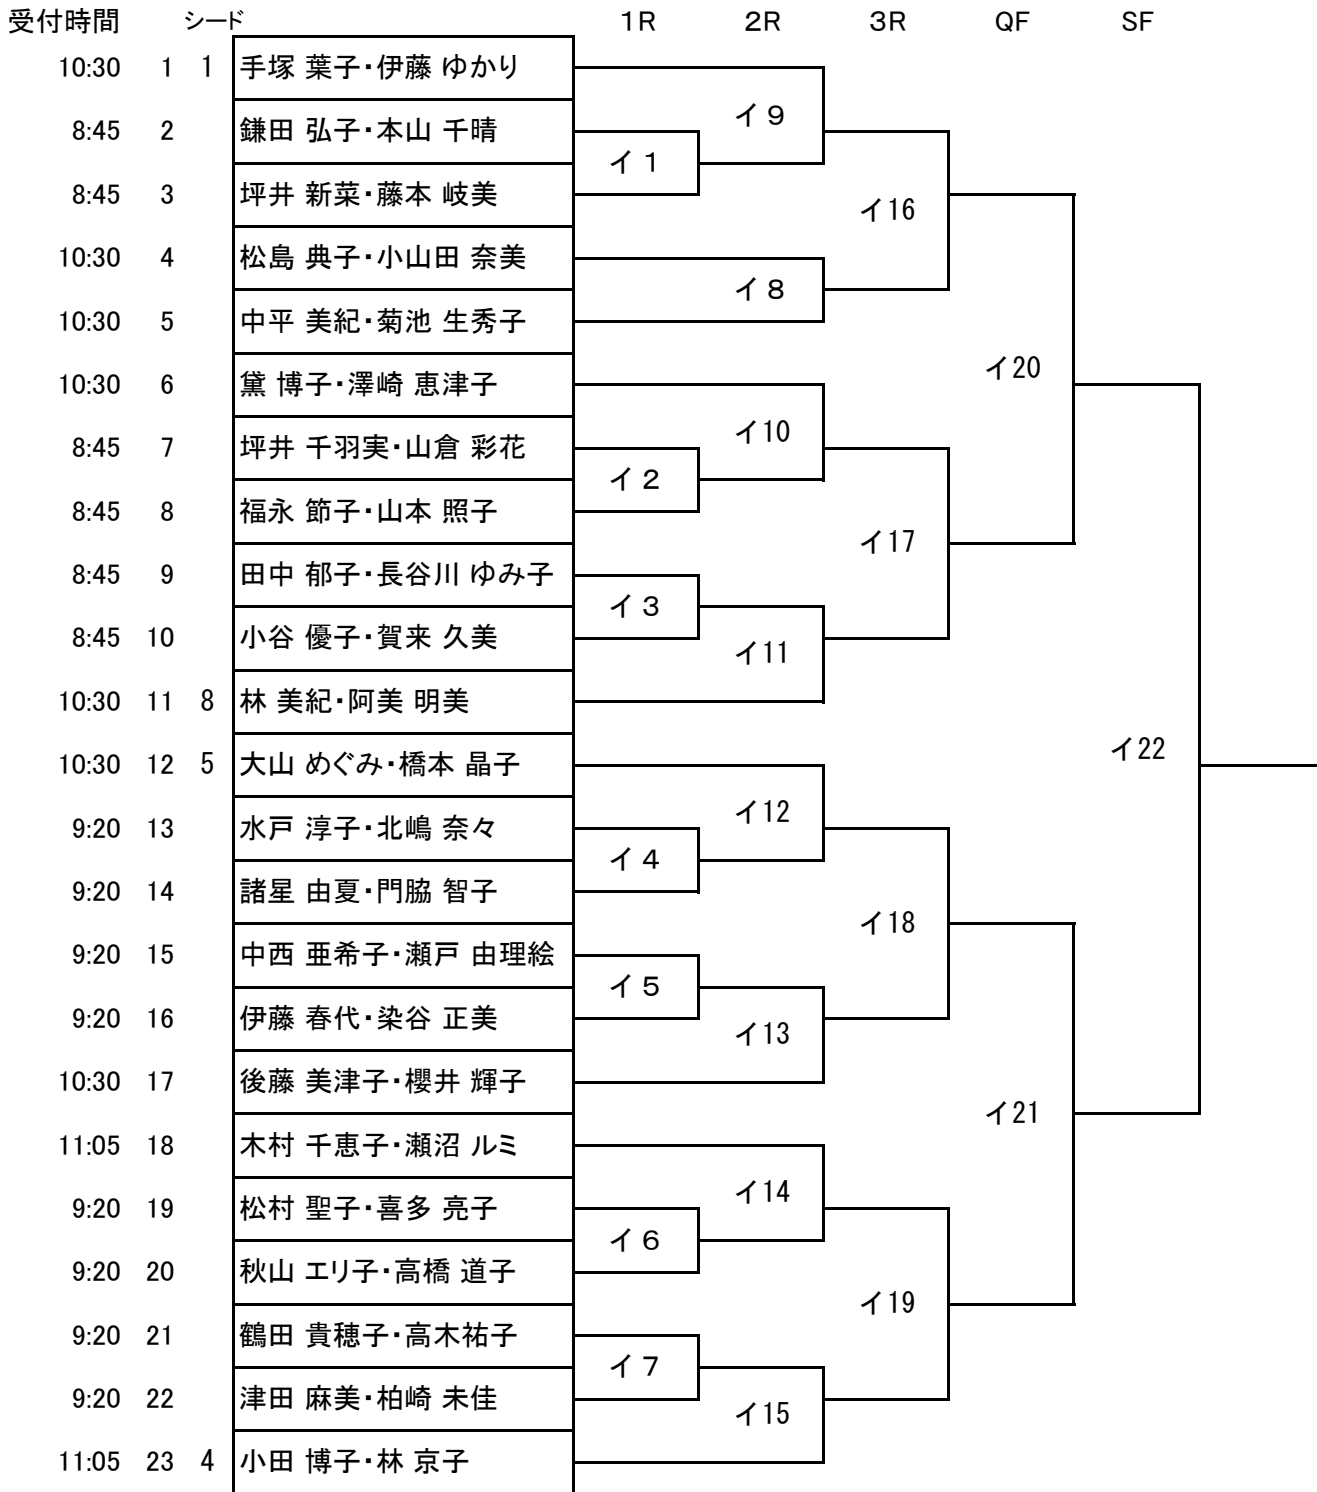 受付時間 シード 1R 2R 3R QF SF
10:30 1 1 手塚 葉子・伊藤 ゆかり
イ 9
8:45 2 鎌田 弘子・本山 千晴
イ 1
8:45 3 坪井 新菜・藤本 岐美
イ16
10:30 4 松島 典子・小山田 奈美
イ 8
10:30 5 中平 美紀・菊池 生秀子
イ20
10:30 6 黛 博子・澤崎 恵津子
イ10
8:45 7 坪井 千羽実・山倉 彩花
イ 2
8:45 8 福永 節子・山本 照子
イ17
8:45 9 田中 郁子・長谷川 ゆみ子
イ 3
8:45 10 小谷 優子・賀来 久美
イ11
10:30 11 8 林 美紀・阿美 明美
イ22
10:30 12 5 大山 めぐみ・橋本 晶子
イ12
9:20 13 水戸 淳子・北嶋 奈々
イ 4
9:20 14 諸星 由夏・門脇 智子
イ18
9:20 15 中西 亜希子・瀬戸 由理絵
イ 5
9:20 16 伊藤 春代・染谷 正美
イ13
10:30 17 後藤 美津子・櫻井 輝子
イ21
11:05 18 木村 千恵子・瀬沼 ルミ
イ14
9:20 19 松村 聖子・喜多 亮子
イ 6
9:20 20 秋山 エリ子・高橋 道子
イ19
9:20 21 鶴田 貴穂子・高木祐子
イ 7
9:20 22 津田 麻美・柏崎 未佳
イ15
11:05 23 4 小田 博子・林 京子